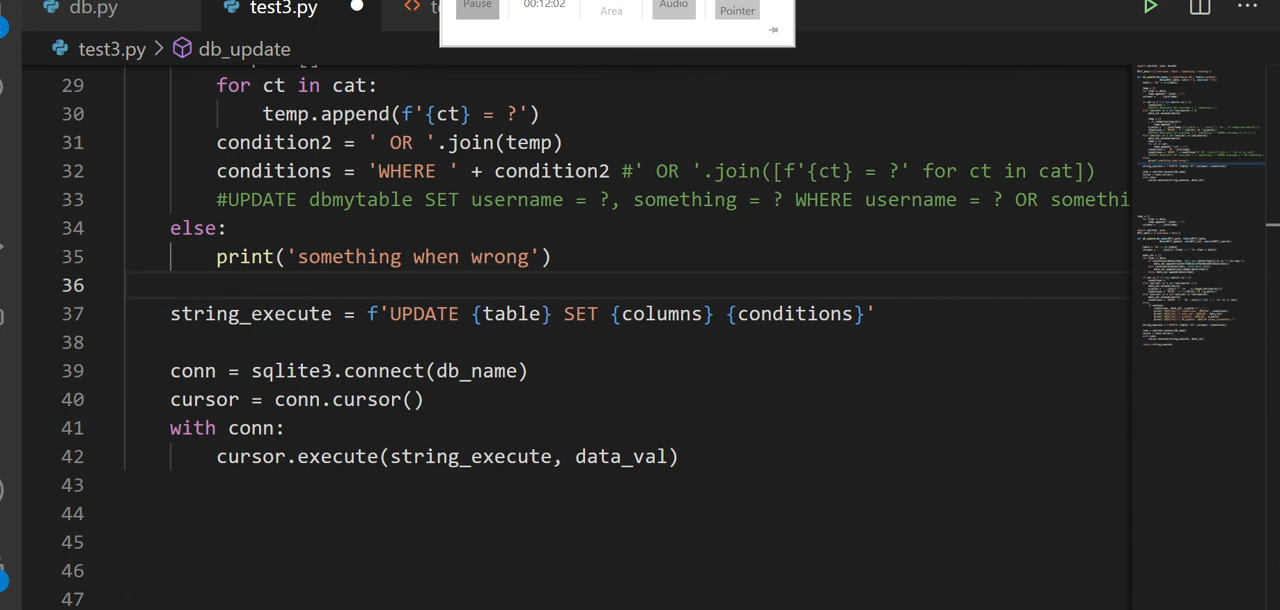 db.py
test3.py
Pause
00:12:02
Area
Audio
Pointer
test3.py > db_update
29 for ct in cat:
30 temp.append(f'{ct} = ?')
31 condition2 = ' OR '.join(temp)
32 conditions = 'WHERE ' + condition2 #' OR '.join([f'{ct} = ?' for ct in cat])
33 #UPDATE dbmytable SET username = ?, something = ? WHERE username = ? OR somethi
34 else:
35 print('something when wrong')
36
37 string_execute = f'UPDATE {table} SET {columns} {conditions}'
38
39 conn = sqlite3.connect(db_name)
40 cursor = conn.cursor()
41 with conn:
42 cursor.execute(string_execute, data_val)
43
44
45
46
47